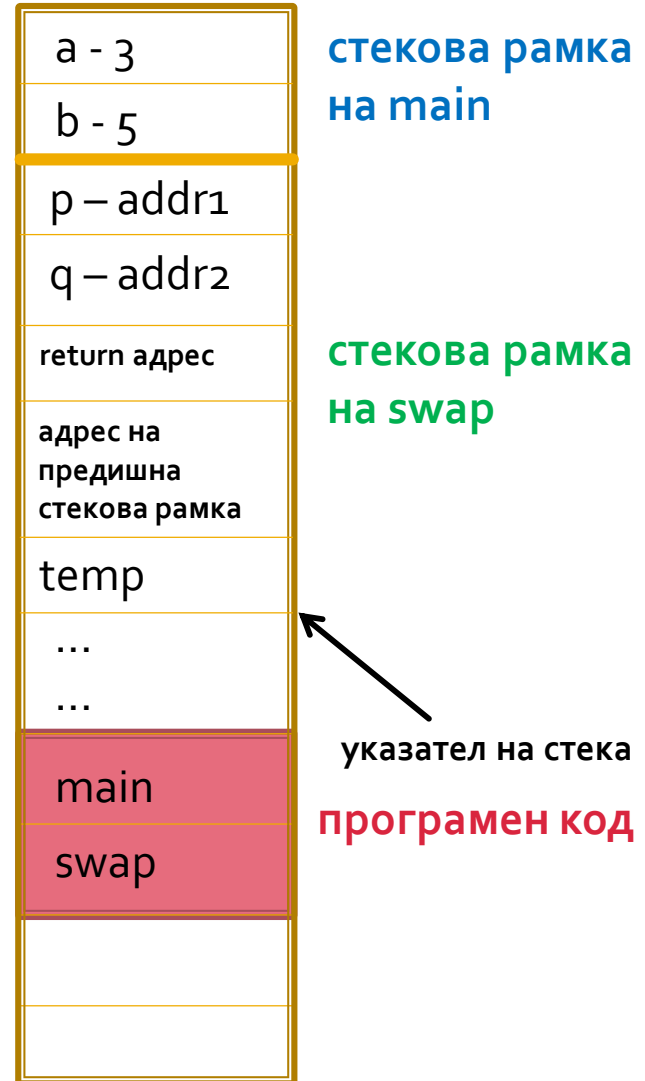 a - 3
стекова рамка
на main
b - 5
p – addr1
q – addr2
return адрес
стекова рамка
на swap
адрес на
предишна
стекова рамка
temp
...
...
указател на стека
main
програмен код
swap